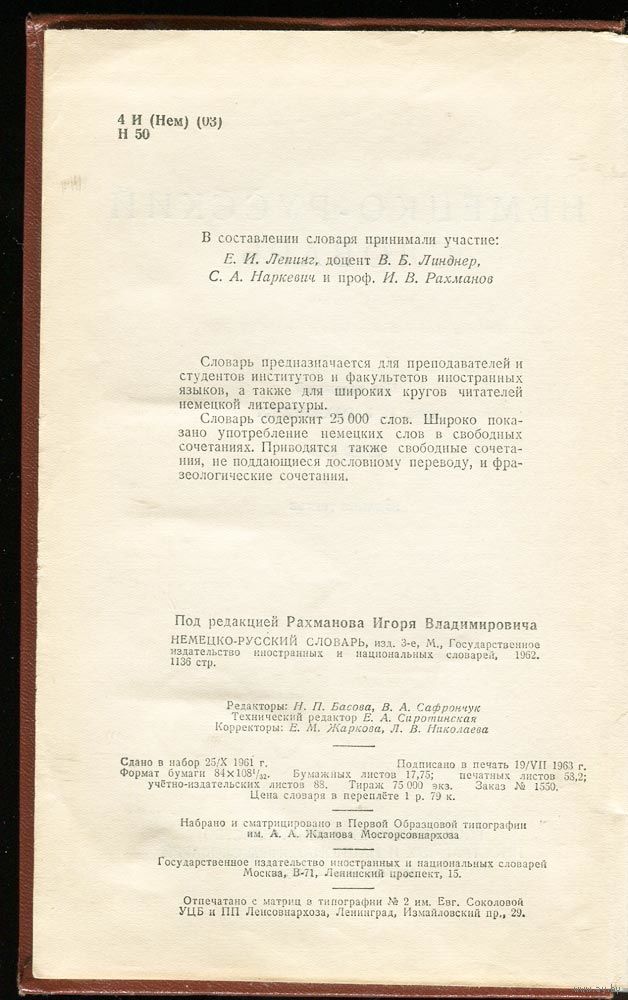 4 И (Нем) (03)
Н 50
НЕМЕЦКО-РУССКИЙ
В составлении словаря принимали участие:
Е. И. Лепинг, доцент В. Б. Линднер,
С. А. Наркевич и проф. И. В. Рахманов
Словарь предназначается для преподавателей и
студентов институтов и факультетов иностранных
языков, а также для широких кругов читателей
немецкой литературы.
Словарь содержит 25 000 слов. Широко пока-
зано употребление немецких слов в свободных
сочетаниях. Приводятся также свободные сочета-
ния, не поддающиеся дословному переводу, и фра-
зеологические сочетания.
Под редакцией Рахманова Игоря Владимировича
НЕМЕЦКО-РУССКИЙ СЛОВАРЬ, изд. 3-е, М., Государственное
издательство иностранных и национальных словарей, 1962.
1136 стр.
Редакторы: Н. П. Басова, В. А. Сафрончук
Технический редактор Е. А. Сиротинская
Корректоры: Е. М. Жаркова, Л. В. Николаева
Сдано в набор 25/X 1961 г. Подписано в печать 19/VII 1963 г.
Формат бумаги 84×108¹/₃₂. Бумажных листов 17,75; печатных листов 58,2;
учётно-издательских листов 88. Тираж 75 000 экз. Заказ № 1550.
Цена словаря в переплёте 1 р. 79 к.
Набрано и сматрицировано в Первой Образцовой типографии
им. А. А. Жданова Мосгорсовнархоза
Государственное издательство иностранных и национальных словарей
Москва, В-71, Ленинский проспект, 15.
Отпечатано с матриц в типографии № 2 им. Евг. Соколовой
УЦБ и ПП Ленсовнархоза, Ленинград, Измайловский пр., 29.
www.ay.by